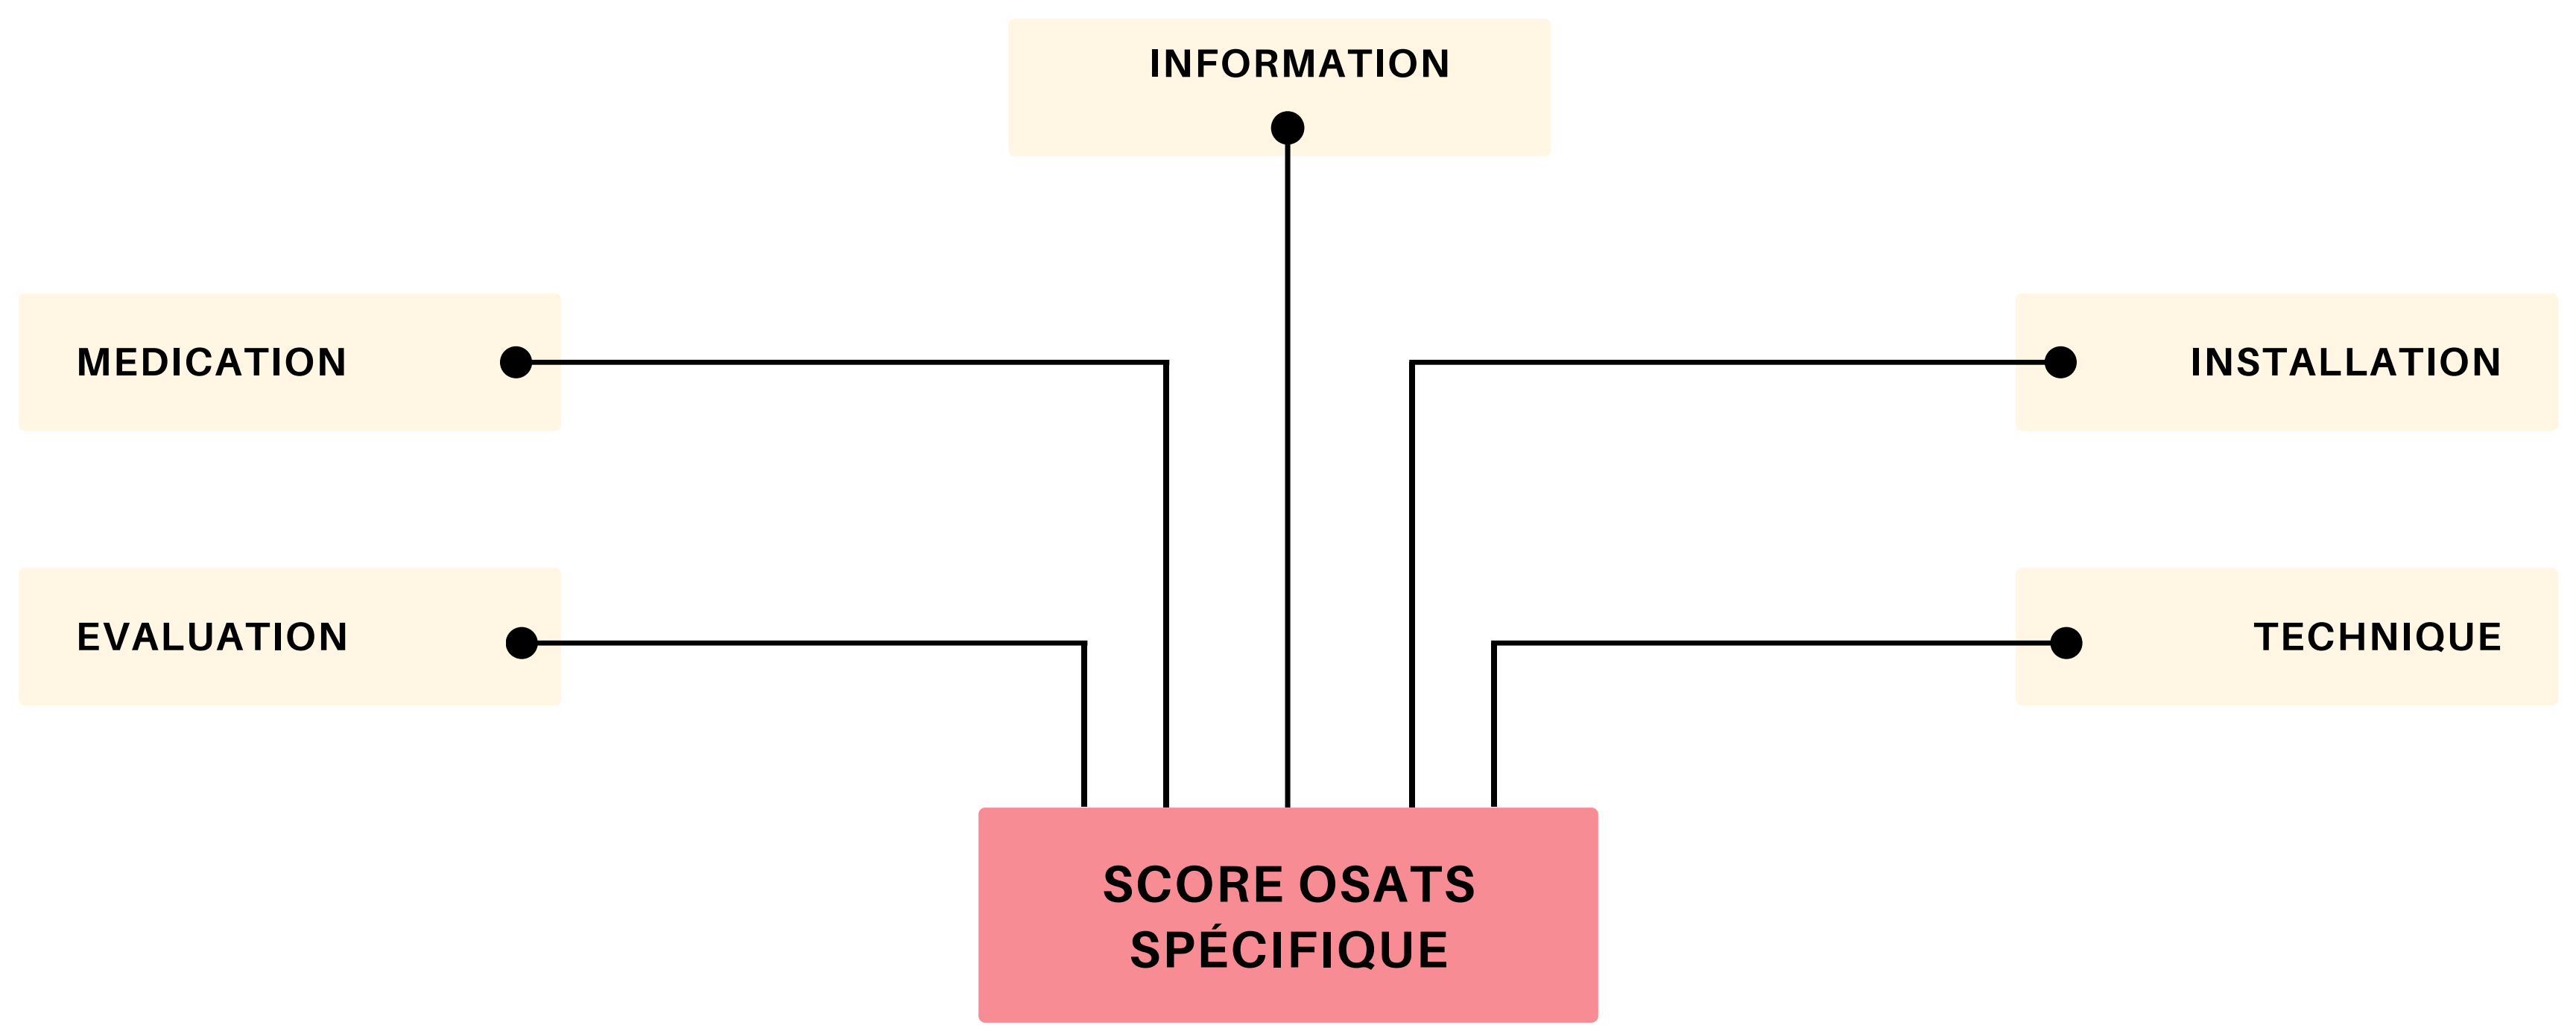 INFORMATION
MEDICATION
INSTALLATION
EVALUATION
TECHNIQUE
SCORE OSATS
SPÉCIFIQUE